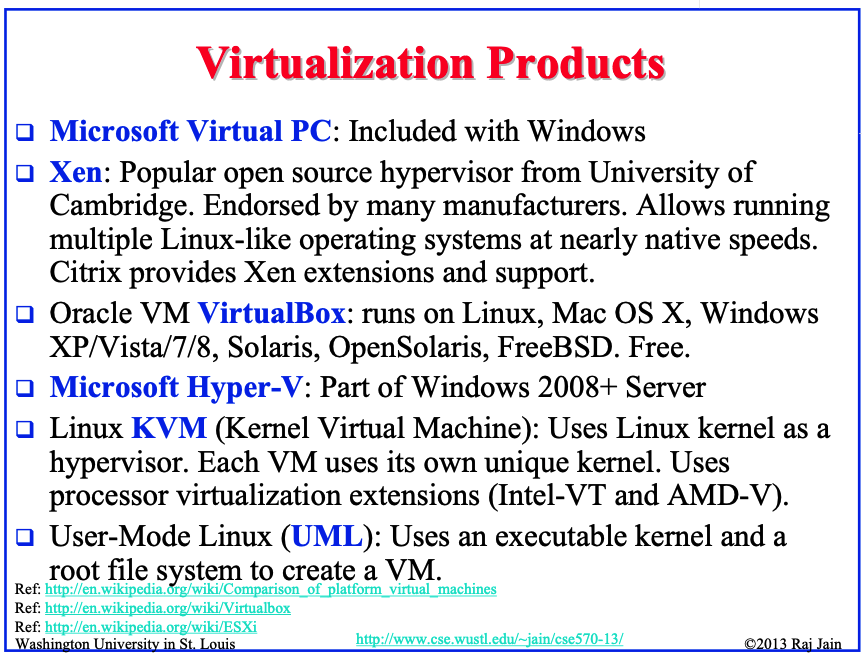 Virtualization Products
❑ Microsoft Virtual PC: Included with Windows
❑ Xen: Popular open source hypervisor from University of
Cambridge. Endorsed by many manufacturers. Allows running
multiple Linux-like operating systems at nearly native speeds.
Citrix provides Xen extensions and support.
❑ Oracle VM VirtualBox: runs on Linux, Mac OS X, Windows
XP/Vista/7/8, Solaris, OpenSolaris, FreeBSD. Free.
❑ Microsoft Hyper-V: Part of Windows 2008+ Server
❑ Linux KVM (Kernel Virtual Machine): Uses Linux kernel as a
hypervisor. Each VM uses its own unique kernel. Uses
processor virtualization extensions (Intel-VT and AMD-V).
❑ User-Mode Linux (UML): Uses an executable kernel and a
root file system to create a VM.
Ref: http://en.wikipedia.org/wiki/Comparison_of_platform_virtual_machines
Ref: http://en.wikipedia.org/wiki/Virtualbox
Ref: http://en.wikipedia.org/wiki/ESXi
Washington University in St. Louis
http://www.cse.wustl.edu/~jain/cse570-13/
©2013 Raj Jain